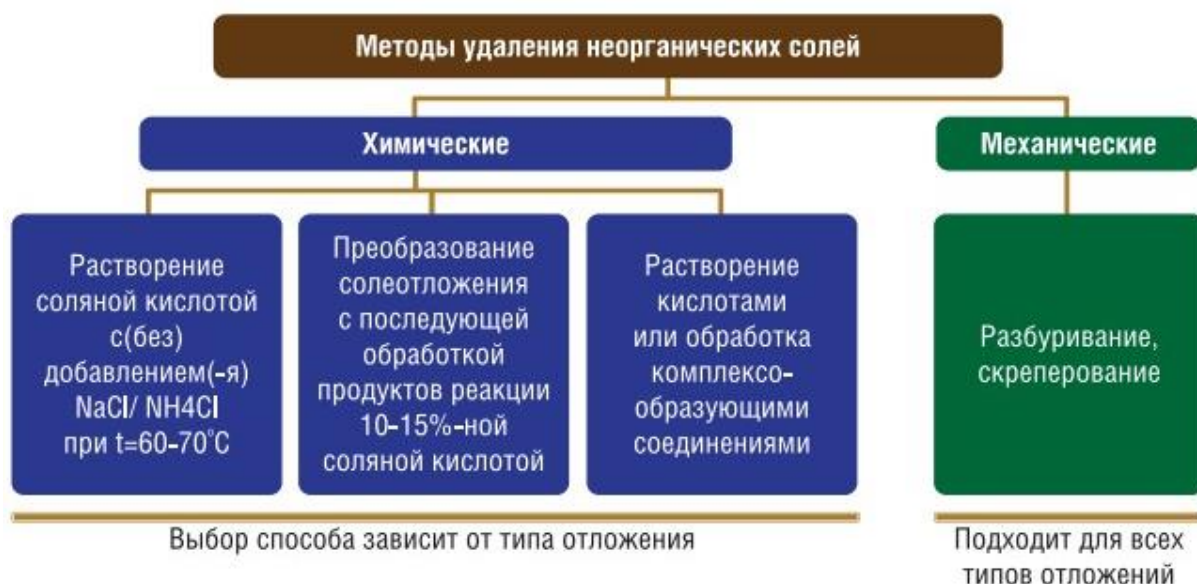 Методы удаления неорганических солей
Химические
Механические
Растворение
соляной кислотой
с(без)
добавлением(-я)
NaCl/ NH4Cl
при t=60-70°C
Преобразование
солеотложения
с последующей
обработкой
продуктов реакции
10-15%-ной
соляной кислотой
Растворение
кислотами
или обработка
комплексо-
образующими
соединениями
Разбуривание,
скреперование
Выбор способа зависит от типа отложения
Подходит для всех
типов отложений